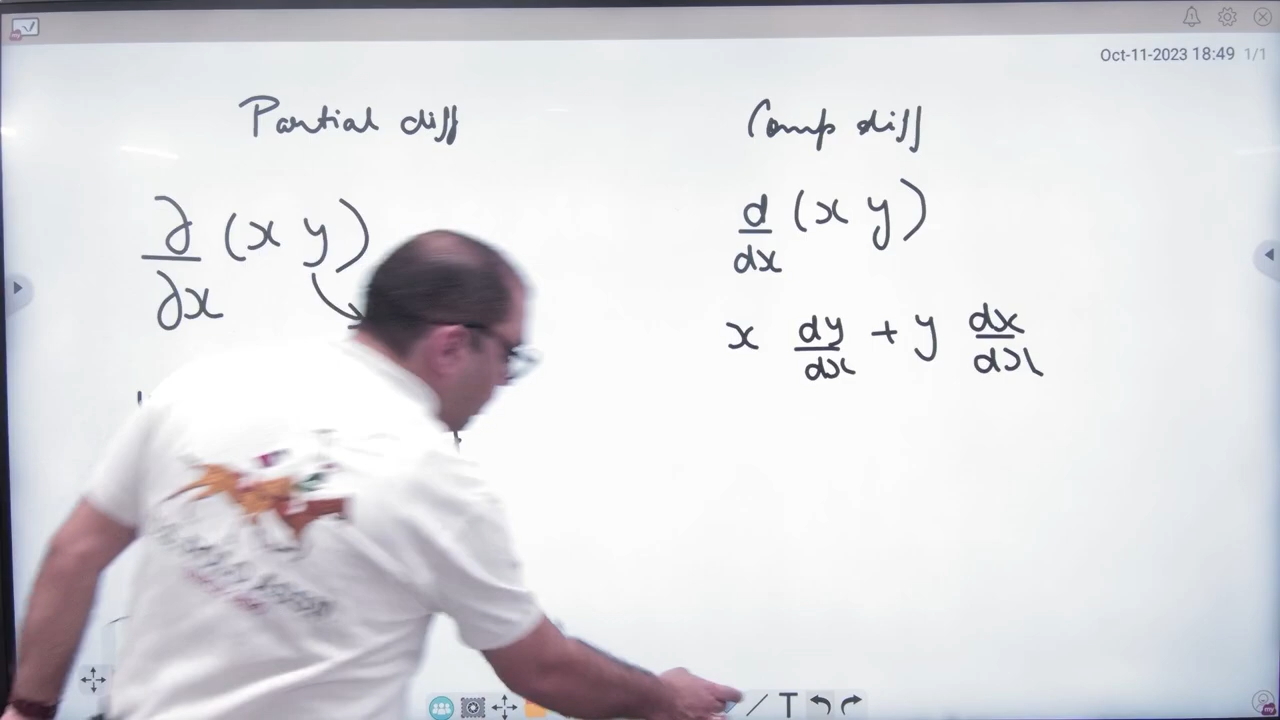 Oct-11-2023 18:49 1/1
Partial diff
∂/∂x (x y)
Comp diff
d/dx (x y)
x dy/dx + y dx/dx
T